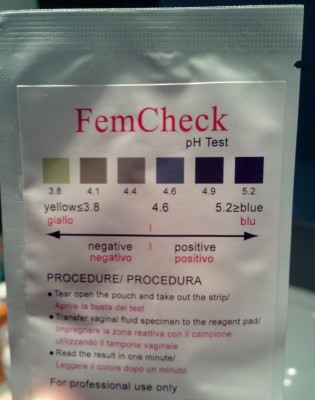 FemCheck
pH Test
3.8 4.1 4.4 4.6 4.9 5.2
yellow≤3.8 4.6 5.2≥blue
giallo blu
negative positive
negativo positivo
PROCEDURE/ PROCEDURA
● Tear open the pouch and take out the strip/
Aprire la busta del test
● Transfer vaginal fluid specimen to the reagent pad/
Impregnare la zona reattiva con il campione
utilizzando il tampone vaginale
● Read the result in one minute/
Leggere il colore dopo un minuto
For professional use only